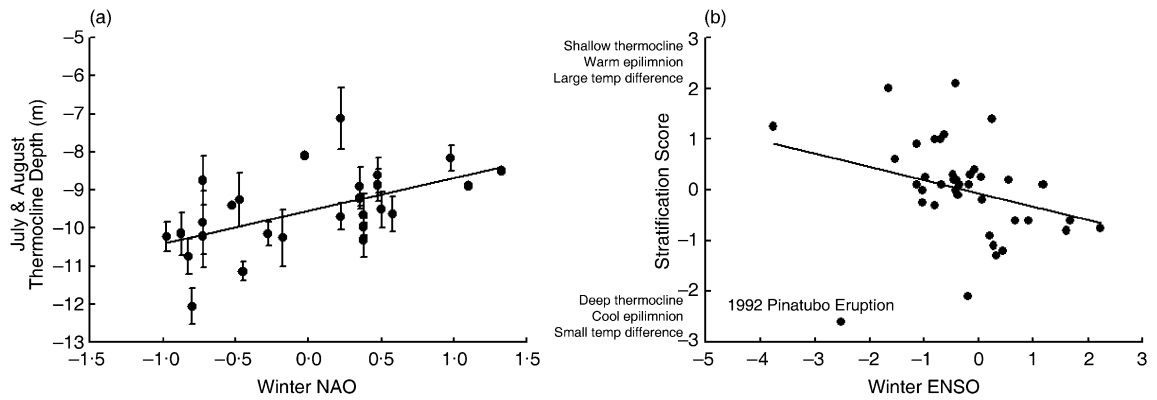 (a)
−5
−6
−7
−8
−9
−10
−11
−12
−13
July & August
Thermocline Depth (m)
−1·5 −1·0 −0·5 0·0 0·5 1·0 1·5
Winter NAO
(b)
Shallow thermocline
Warm epilimnion
Large temp difference
Deep thermocline
Cool epilimnion
Small temp difference
Stratification Score
3
2
1
0
−1
−2
−3
1992 Pinatubo Eruption
−5 −4 −3 −2 −1 0 1 2 3
Winter ENSO